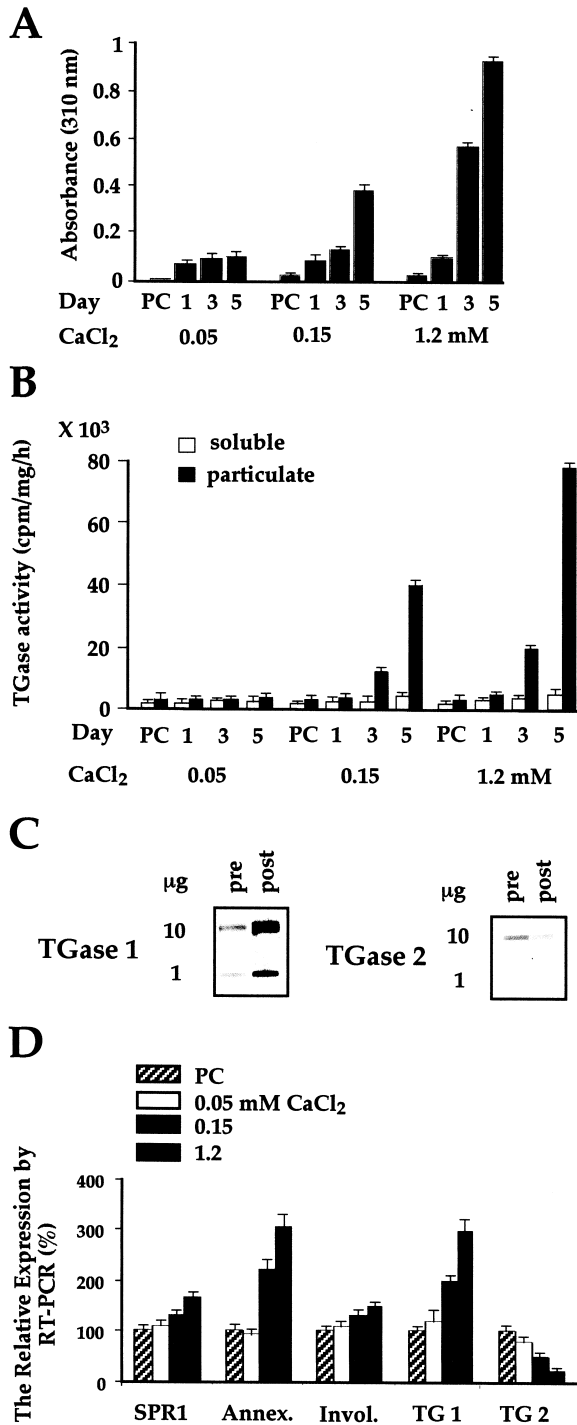 A
Absorbance (310 nm)
1
0.8
0.6
0.4
0.2
0
Day PC 1 3 5 PC 1 3 5 PC 1 3 5
CaCl2 0.05 0.15 1.2 mM
B
X 10³
TGase activity (cpm/mg/h)
soluble
particulate
80
60
40
20
0
Day PC 1 3 5 PC 1 3 5 PC 1 3 5
CaCl2 0.05 0.15 1.2 mM
C
µg pre post
TGase 1
10
1
µg pre post
TGase 2
10
1
D
PC
0.05 mM CaCl2
0.15
1.2
The Relative Expression by
RT-PCR (%)
400
300
200
100
0
SPR1 Annex. Invol. TG 1 TG 2